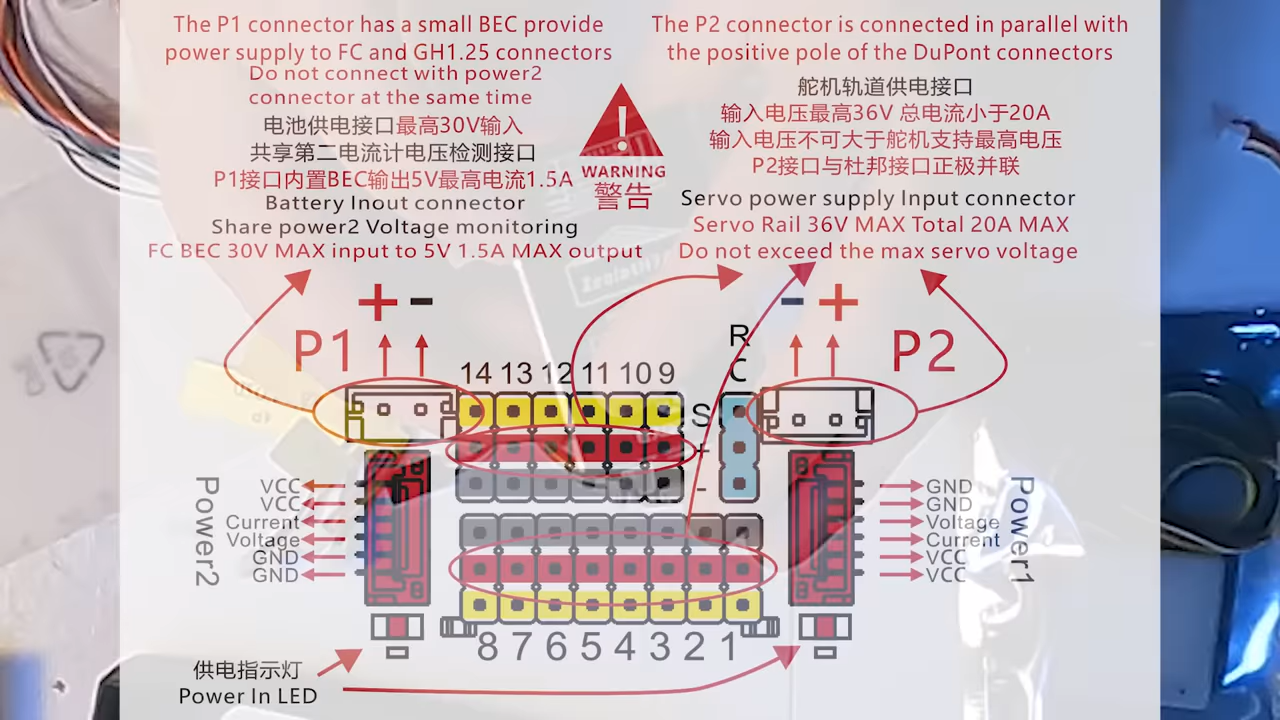 The P1 connector has a small BEC provide
power supply to FC and GH1.25 connectors
Do not connect with power2
connector at the same time
电池供电接口最高30V输入
共享第二电流计电压检测接口
P1接口内置BEC输出5V最高电流1.5A
Battery Inout connector
Share power2 Voltage monitoring
FC BEC 30V MAX input to 5V 1.5A MAX output
WARNING
警告
The P2 connector is connected in parallel with
the positive pole of the DuPont connectors
舵机轨道供电接口
输入电压最高36V 总电流小于20A
输入电压不可大于舵机支持最高电压
P2接口与杜邦接口正极并联
Servo power supply Input connector
Servo Rail 36V MAX Total 20A MAX
Do not exceed the max servo voltage
+ -
P1
- +
P2
14 13 12 11 10 9
R
C
S
+
-
Power2
VCC
VCC
Current
Voltage
GND
GND
GND
GND
Voltage
Current
VCC
VCC
Power1
8 7 6 5 4 3 2 1
供电指示灯
Power In LED